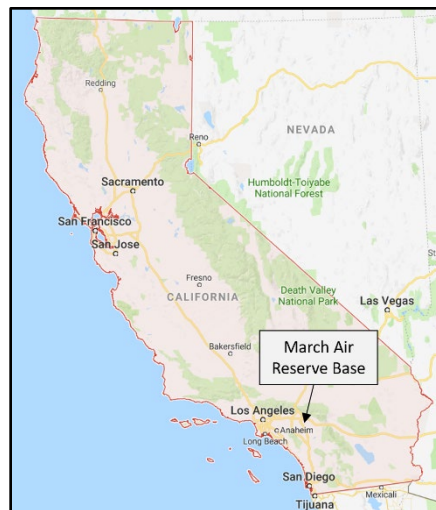 Redding
Reno
NEVADA
Sacramento
Humboldt-Toiyabe
National Forest
San Francisco
San Jose
Fresno
CALIFORNIA
Death Valley
National Park
Las Vegas
Bakersfield
March Air
Reserve Base
Los Angeles
Anaheim
Long Beach
San Diego
Tijuana
Mexicali